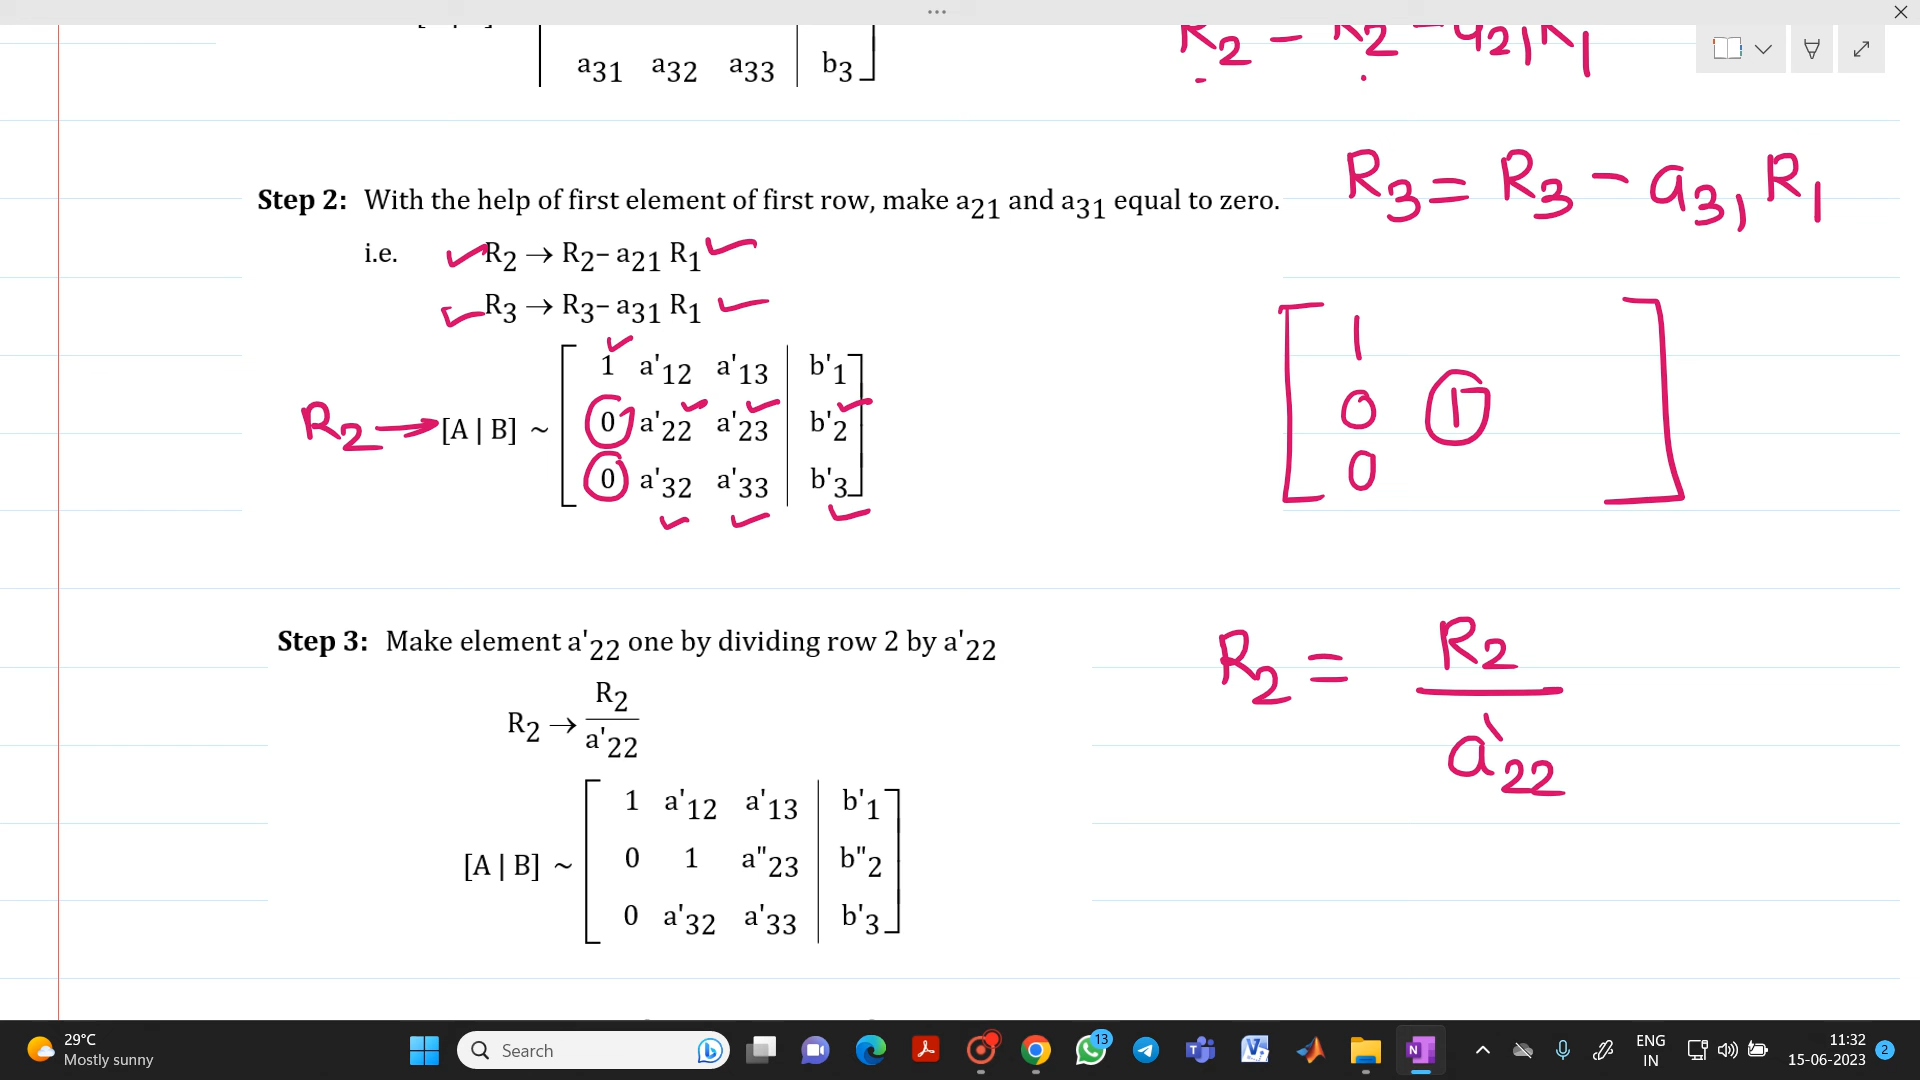 a31 a32 a33 b3
R2 = R2 - a21R1
R3 = R3 - a31 R1
Step 2: With the help of first element of first row, make a21 and a31 equal to zero.
i.e. R2 → R2– a21 R1
R3 → R3– a31 R1
1 a'12 a'13 b'1
R2 → [A | B] ~ 0 a'22 a'23 b'2
0 a'32 a'33 b'3
1
0 1
0
Step 3: Make element a'22 one by dividing row 2 by a'22
R2 → R2
a'22
R2 = R2
a'22
1 a'12 a'13 b'1
[A | B] ~ 0 1 a"23 b"2
0 a'32 a'33 b'3
29°C
Mostly sunny
Search
13
ENG
IN
11:32
15-06-2023
2